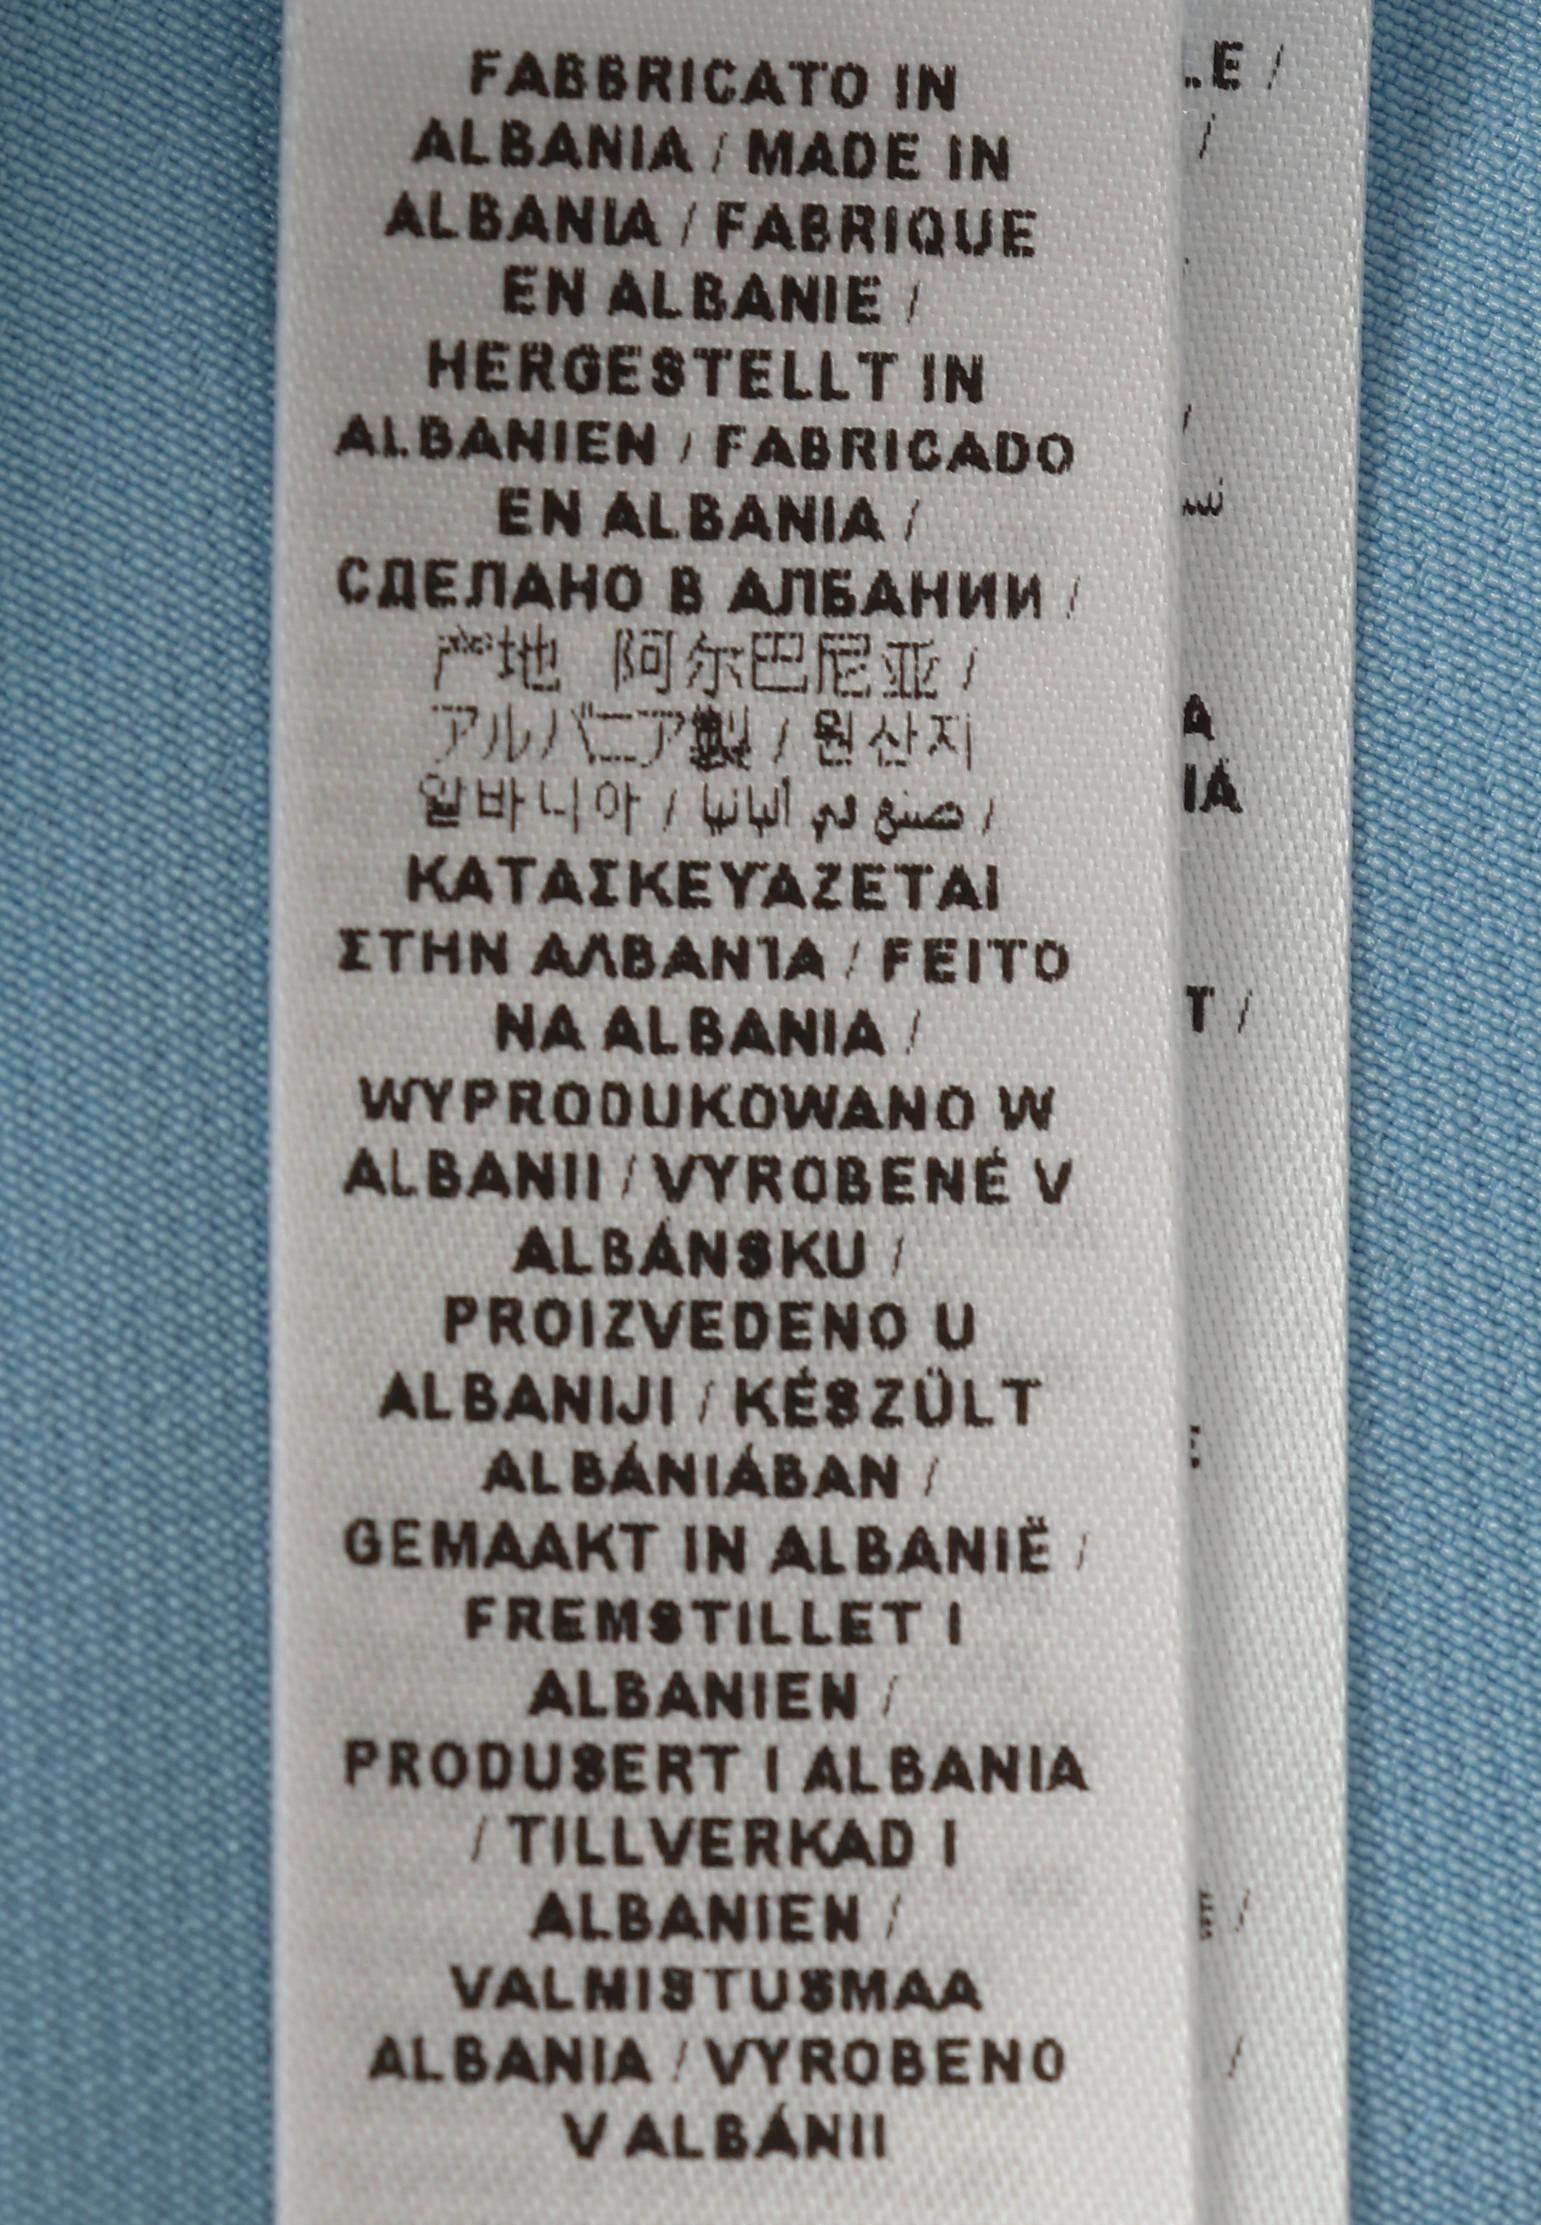 FABBRICATO IN
ALBANIA / MADE IN
ALBANIA / FABRIQUE
EN ALBANIE /
HERGESTELLT IN
ALBANIEN / FABRICADO
EN ALBANIA /
СДЕЛАНО В АЛБАНИИ /
产地 阿尔巴尼亚 /
アルバニア製 / 원산지
알바니아 / صنع في ألبانيا /
ΚΑΤΑΣΚΕΥΑΖΕΤΑΙ
ΣΤΗΝ ΑΛΒΑΝΊΑ / FEITO
NA ALBANIA /
WYPRODUKOWANO W
ALBANII / VYROBENÉ V
ALBÁNSKU /
PROIZVEDENO U
ALBANIJI / KÉSZÜLT
ALBÁNIÁBAN /
GEMAAKT IN ALBANIË /
FREMSTILLET I
ALBANIEN /
PRODUSERT I ALBANIA
/ TILLVERKAD I
ALBANIEN /
VALMISTUSMAA
ALBANIA / VYROBENO
V ALBÁNII